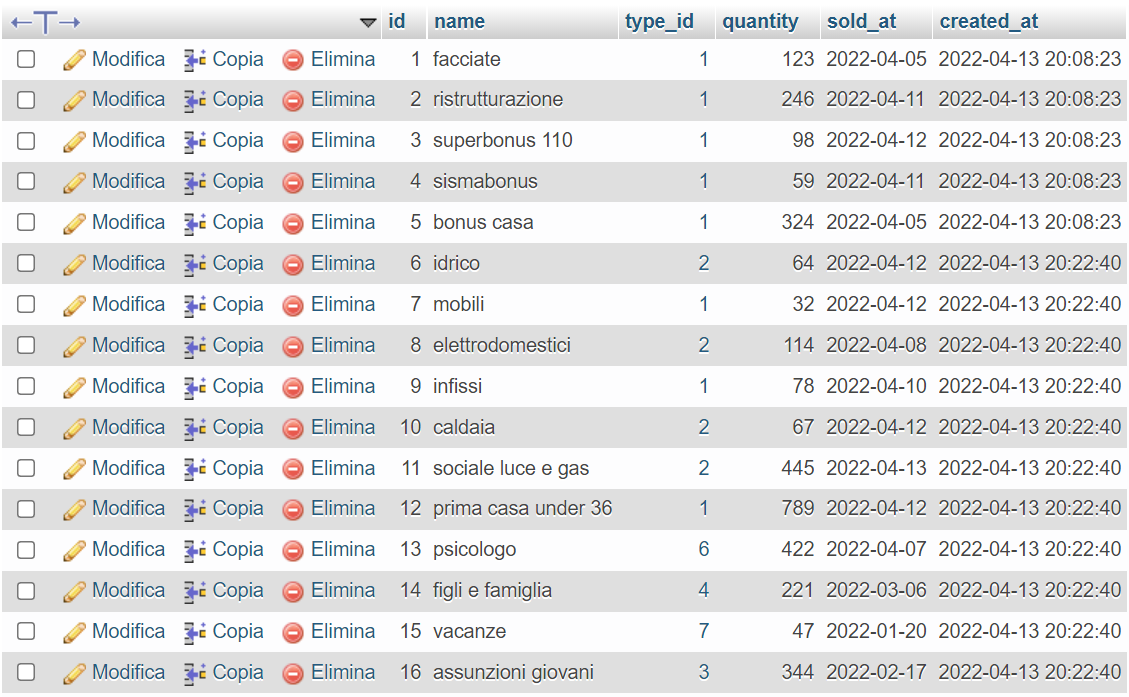 ←T→ id name type_id quantity sold_at created_at
Modifica Copia Elimina 1 facciate 1 123 2022-04-05 2022-04-13 20:08:23
Modifica Copia Elimina 2 ristrutturazione 1 246 2022-04-11 2022-04-13 20:08:23
Modifica Copia Elimina 3 superbonus 110 1 98 2022-04-12 2022-04-13 20:08:23
Modifica Copia Elimina 4 sismabonus 1 59 2022-04-11 2022-04-13 20:08:23
Modifica Copia Elimina 5 bonus casa 1 324 2022-04-05 2022-04-13 20:08:23
Modifica Copia Elimina 6 idrico 2 64 2022-04-12 2022-04-13 20:22:40
Modifica Copia Elimina 7 mobili 1 32 2022-04-12 2022-04-13 20:22:40
Modifica Copia Elimina 8 elettrodomestici 2 114 2022-04-08 2022-04-13 20:22:40
Modifica Copia Elimina 9 infissi 1 78 2022-04-10 2022-04-13 20:22:40
Modifica Copia Elimina 10 caldaia 2 67 2022-04-12 2022-04-13 20:22:40
Modifica Copia Elimina 11 sociale luce e gas 2 445 2022-04-13 2022-04-13 20:22:40
Modifica Copia Elimina 12 prima casa under 36 1 789 2022-04-12 2022-04-13 20:22:40
Modifica Copia Elimina 13 psicologo 6 422 2022-04-07 2022-04-13 20:22:40
Modifica Copia Elimina 14 figli e famiglia 4 221 2022-03-06 2022-04-13 20:22:40
Modifica Copia Elimina 15 vacanze 7 47 2022-01-20 2022-04-13 20:22:40
Modifica Copia Elimina 16 assunzioni giovani 3 344 2022-02-17 2022-04-13 20:22:40